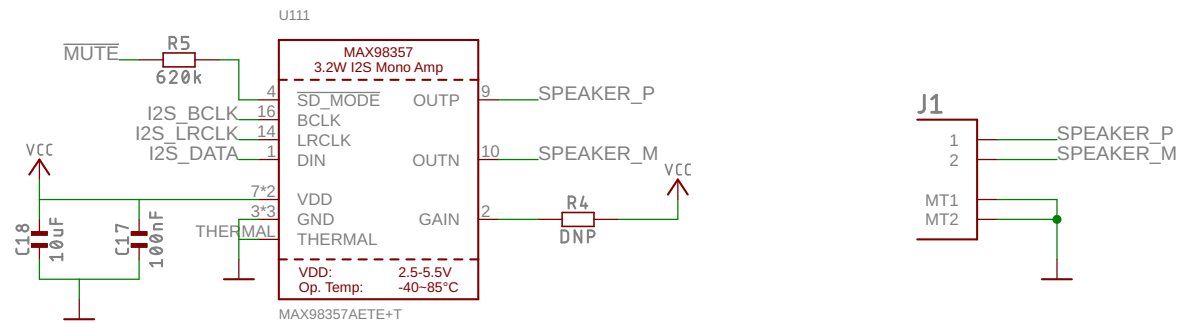 U111
MAX98357
3.2W I2S Mono Amp
MUTE
R5
620k
4
SD_MODE
OUTP
9
SPEAKER_P
I2S_BCLK
16
BCLK
I2S_LRCLK
14
LRCLK
I2S_DATA
1
DIN
OUTN
10
SPEAKER_M
VCC
7*2
VDD
3*3
GND
GAIN
2
R4
DNP
VCC
THERMAL
THERMAL
C18
10uF
C17
100nF
VDD: 2.5-5.5V
Op. Temp: -40~85°C
MAX98357AETE+T
J1
1
SPEAKER_P
2
SPEAKER_M
MT1
MT2